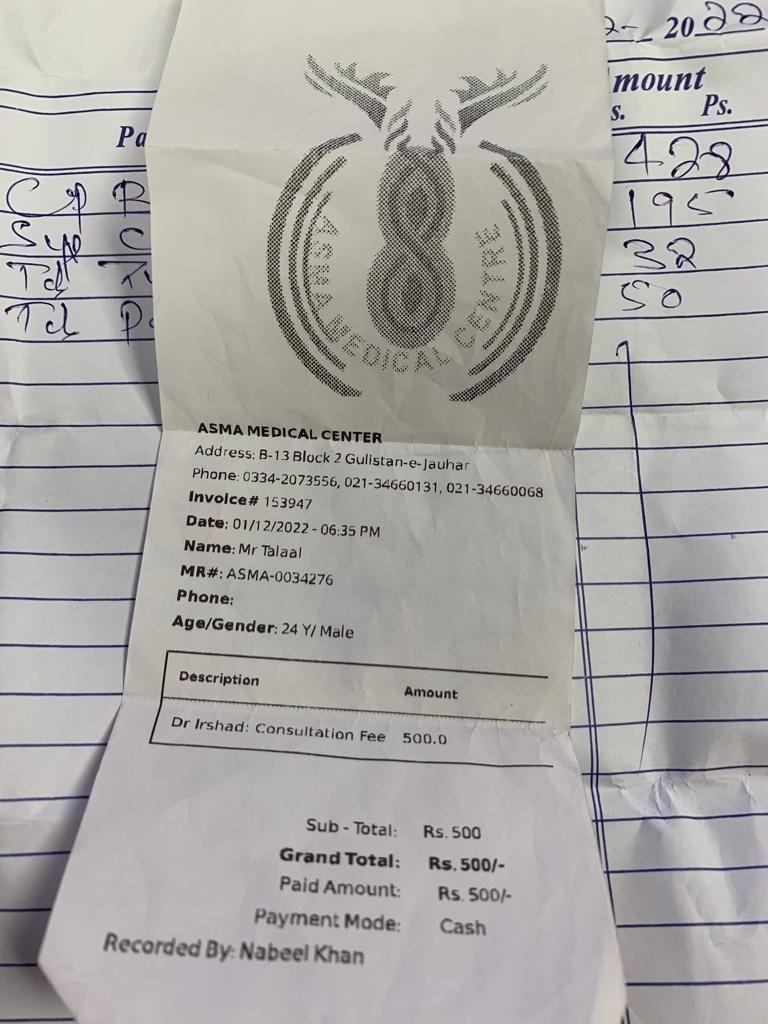 2022
mount
s. Ps.
Pa
Cap R 428
Syp C 195
Td 32
Td Pa 50
ASMA MEDICAL CENTRE
ASMA MEDICAL CENTER
Address: B-13 Block 2 Gulistan-e-Jauhar
Phone: 0334-2073556, 021-34660131, 021-34660068
Invoice# 153947
Date: 01/12/2022 - 06:35 PM
Name: Mr Talaal
MR#: ASMA-0034276
Phone:
Age/Gender: 24 Y/ Male
Description Amount
Dr Irshad: Consultation Fee 500.0
Sub - Total: Rs. 500
Grand Total: Rs. 500/-
Paid Amount: Rs. 500/-
Payment Mode: Cash
Recorded By: Nabeel Khan